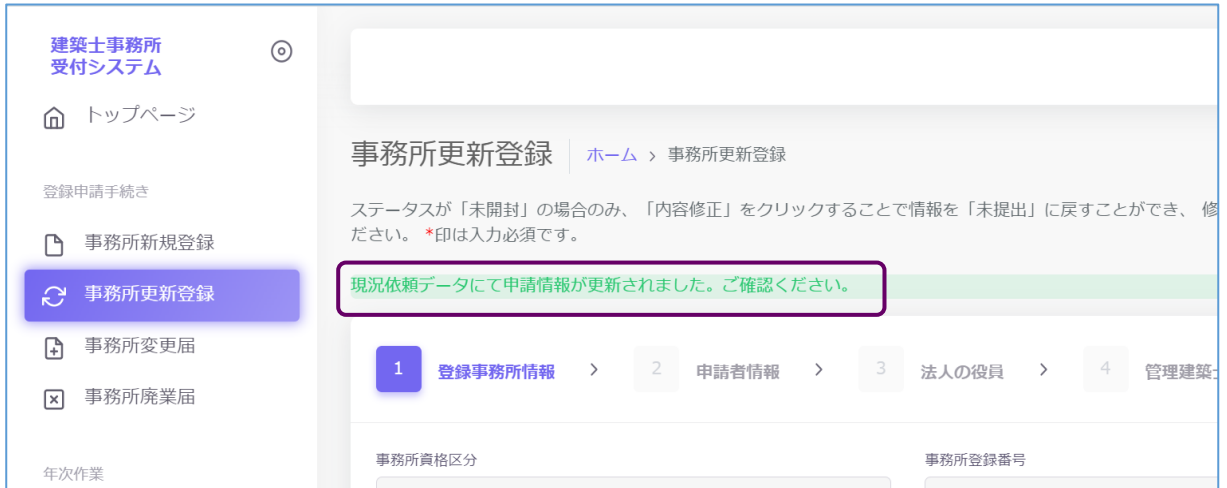 建築士事務所
受付システム
トップページ
登録申請手続き
事務所新規登録
事務所更新登録
事務所変更届
事務所廃業届
年次作業
事務所更新登録 ホーム > 事務所更新登録
ステータスが「未開封」の場合のみ、「内容修正」をクリックすることで情報を「未提出」に戻すことができ、 修
ださい。 *印は入力必須です。
現況依頼データにて申請情報が更新されました。ご確認ください。
1 登録事務所情報 > 2 申請者情報 > 3 法人の役員 > 4 管理建築
事務所資格区分 事務所登録番号